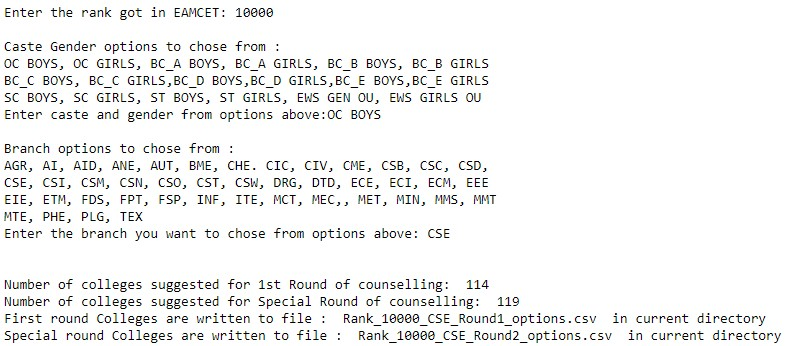 Enter the rank got in EAMCET: 10000
Caste Gender options to chose from :
OC BOYS, OC GIRLS, BC_A BOYS, BC_A GIRLS, BC_B BOYS, BC_B GIRLS
BC_C BOYS, BC_C GIRLS,BC_D BOYS,BC_D GIRLS,BC_E BOYS,BC_E GIRLS
SC BOYS, SC GIRLS, ST BOYS, ST GIRLS, EWS GEN OU, EWS GIRLS OU
Enter caste and gender from options above:OC BOYS
Branch options to chose from :
AGR, AI, AID, ANE, AUT, BME, CHE. CIC, CIV, CME, CSB, CSC, CSD,
CSE, CSI, CSM, CSN, CSO, CST, CSW, DRG, DTD, ECE, ECI, ECM, EEE
EIE, ETM, FDS, FPT, FSP, INF, ITE, MCT, MEC,, MET, MIN, MMS, MMT
MTE, PHE, PLG, TEX
Enter the branch you want to chose from options above: CSE
Number of colleges suggested for 1st Round of counselling:  114
Number of colleges suggested for Special Round of counselling:  119
First round Colleges are written to file :  Rank_10000_CSE_Round1_options.csv  in current directory
Special round Colleges are written to file :  Rank_10000_CSE_Round2_options.csv  in current directory